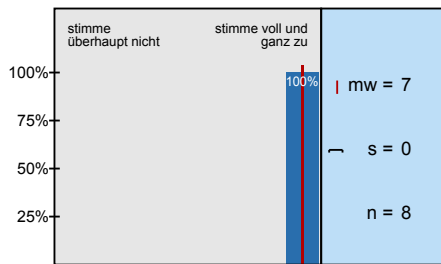 stimme
überhaupt nicht
stimme voll und
ganz zu
100%
75%
50%
25%
100%
mw = 7
s = 0
n = 8